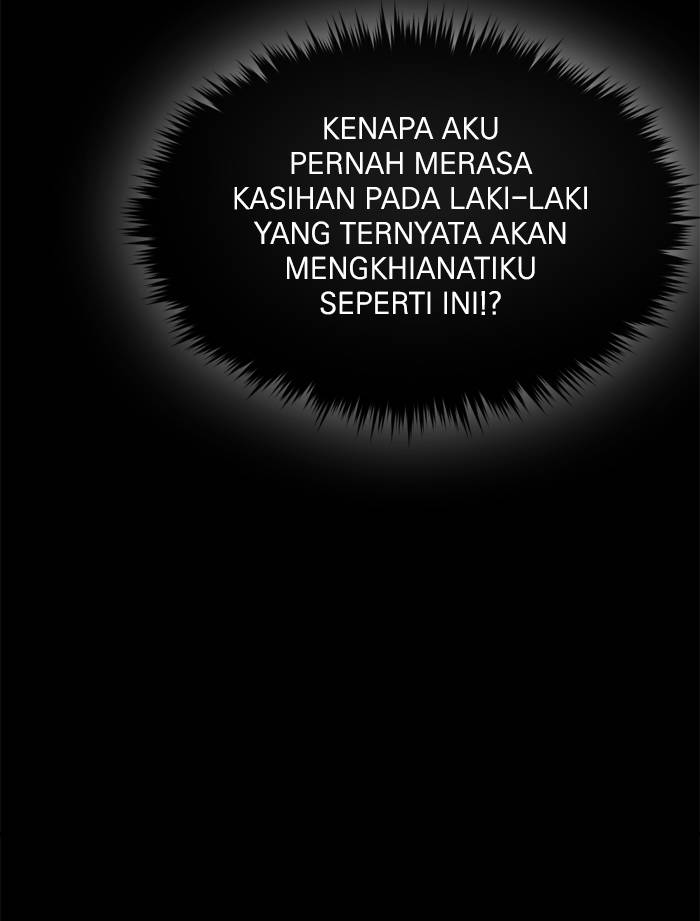 KENAPA AKU
PERNAH MERASA
KASIHAN PADA LAKI-LAKI
YANG TERNYATA AKAN
MENGKHIANATIKU
SEPERTI INI!?